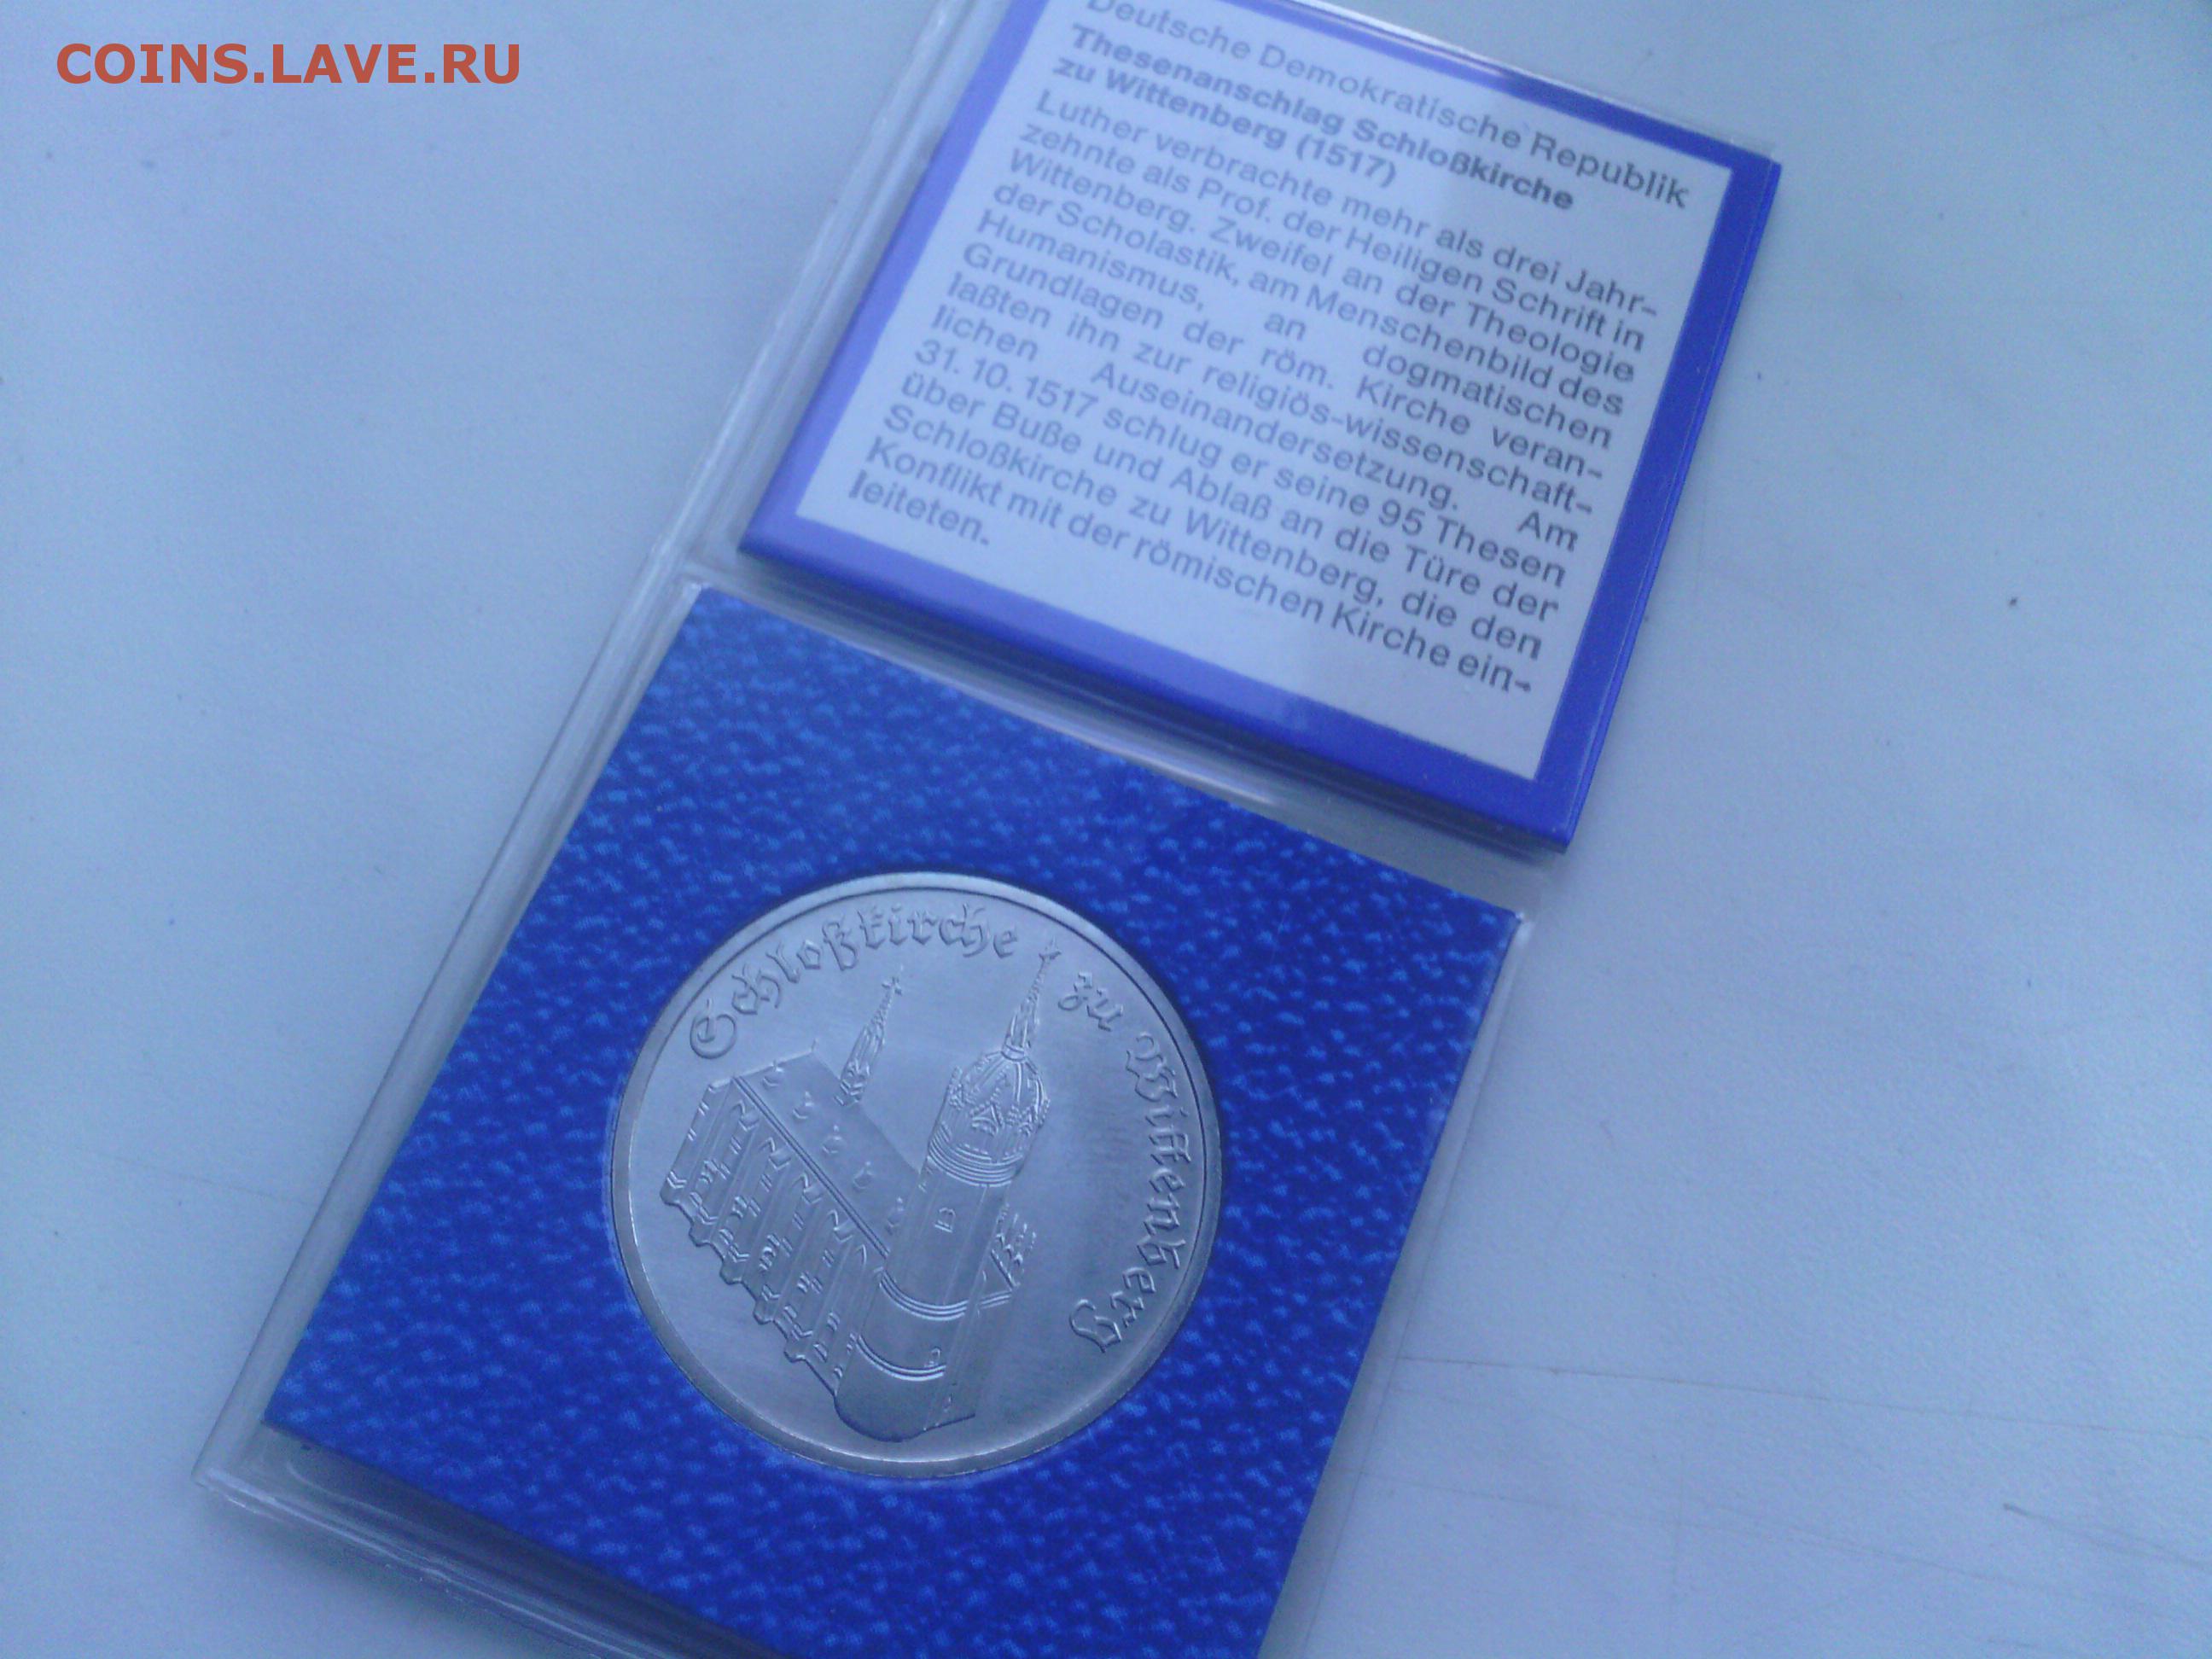 COINS.LAVE.RU
Deutsche Demokratische Republik
Thesenanschlag Schloßkirche
zu Wittenberg (1517)
Luther verbrachte mehr als drei Jahr-
zehnte als Prof. der Heiligen Schrift in
Wittenberg. Zweifel an der Theologie
der Scholastik, am Menschenbild des
Humanismus, an dogmatischen
Grundlagen der röm. Kirche veran-
laßten ihn zur religiös-wissenschaft-
lichen Auseinandersetzung. Am
31. 10. 1517 schlug er seine 95 Thesen
über Buße und Ablaß an die Türe der
Schloßkirche zu Wittenberg, die den
Konflikt mit der römischen Kirche ein-
leiteten.
Schloßkirche zu Wittenberg